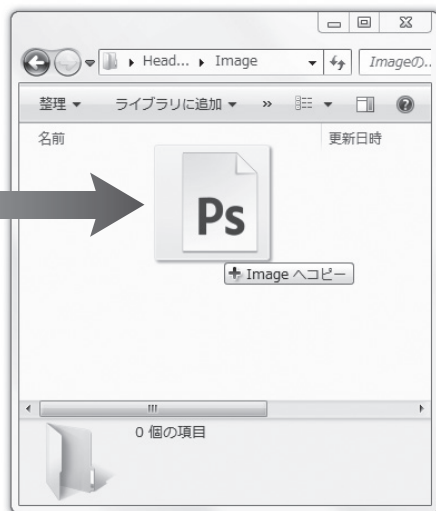 Head... ▸ Image
Imageの..
整理 ライブラリに追加 »
名前 更新日時
Ps
Image へコピー
0 個の項目